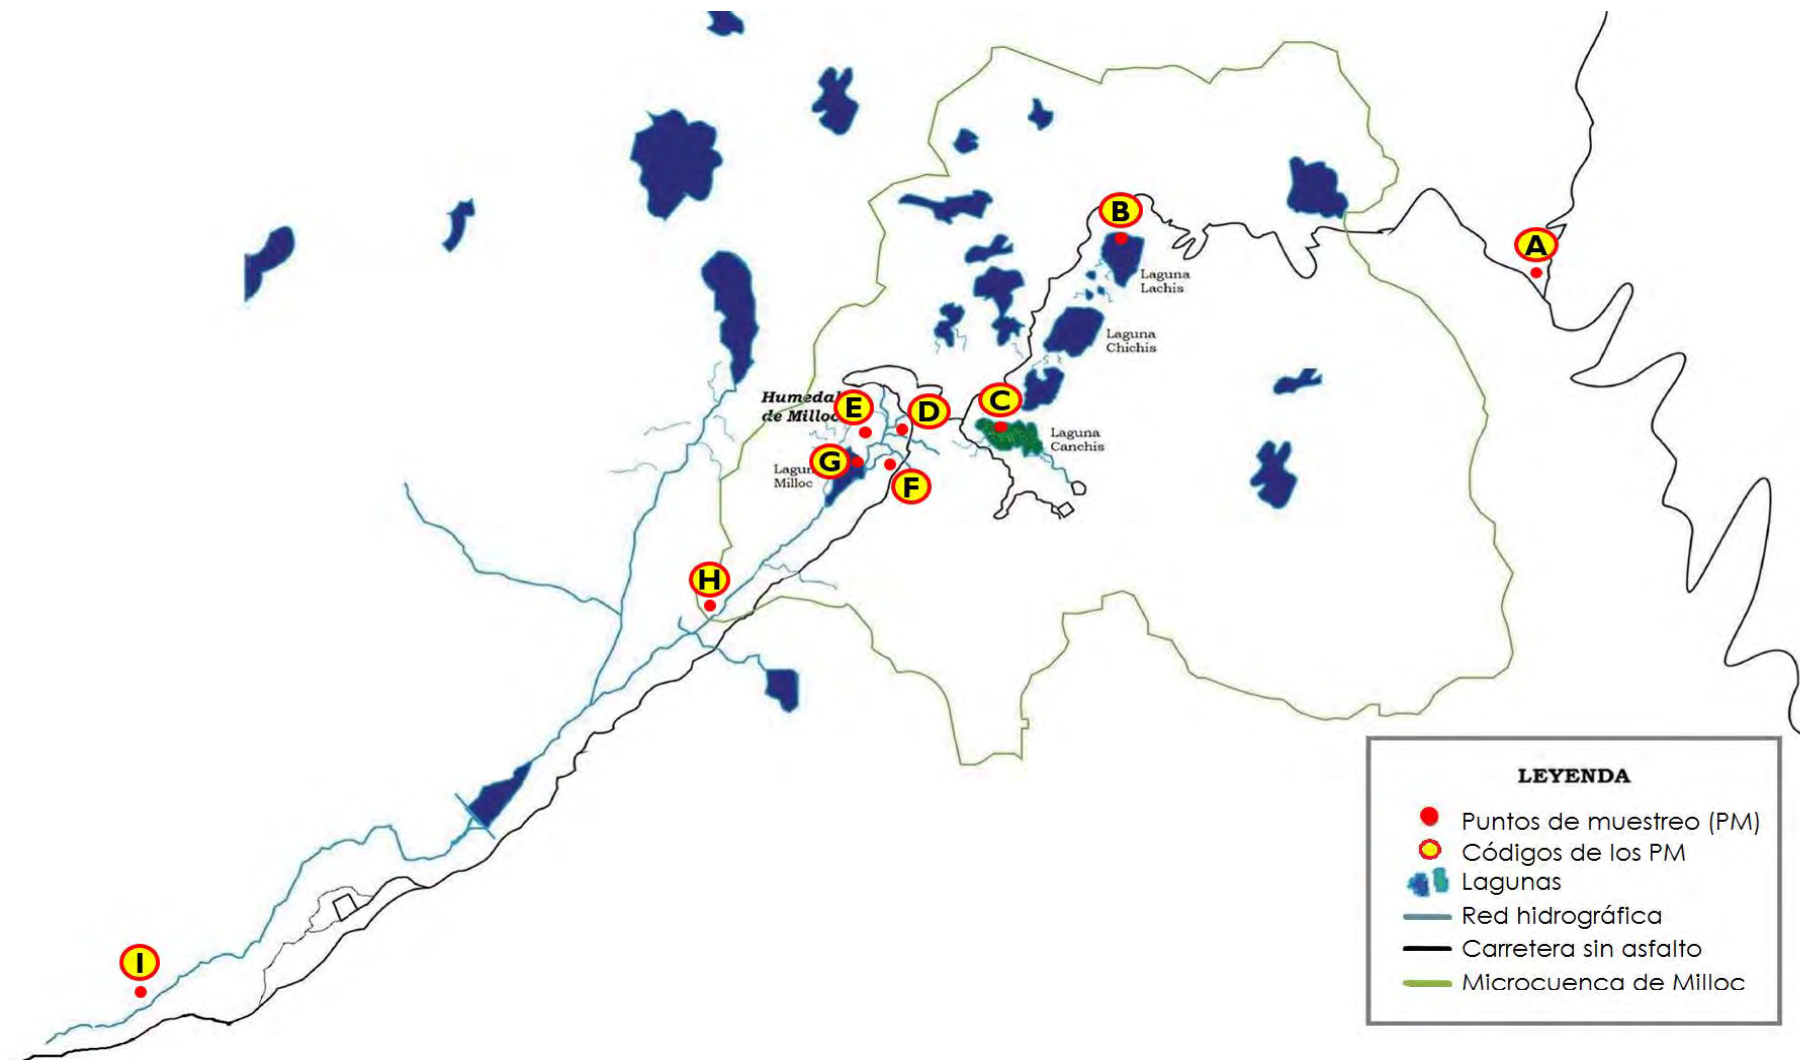 B
A
Laguna
Lachis
Laguna
Chichis
Humedal
de Milloc
E
D
C
Laguna
Canchis
G
Lagun
Milloc
F
H
I
LEYENDA
Puntos de muestreo (PM)
Códigos de los PM
Lagunas
Red hidrográfica
Carretera sin asfalto
Microcuenca de Milloc